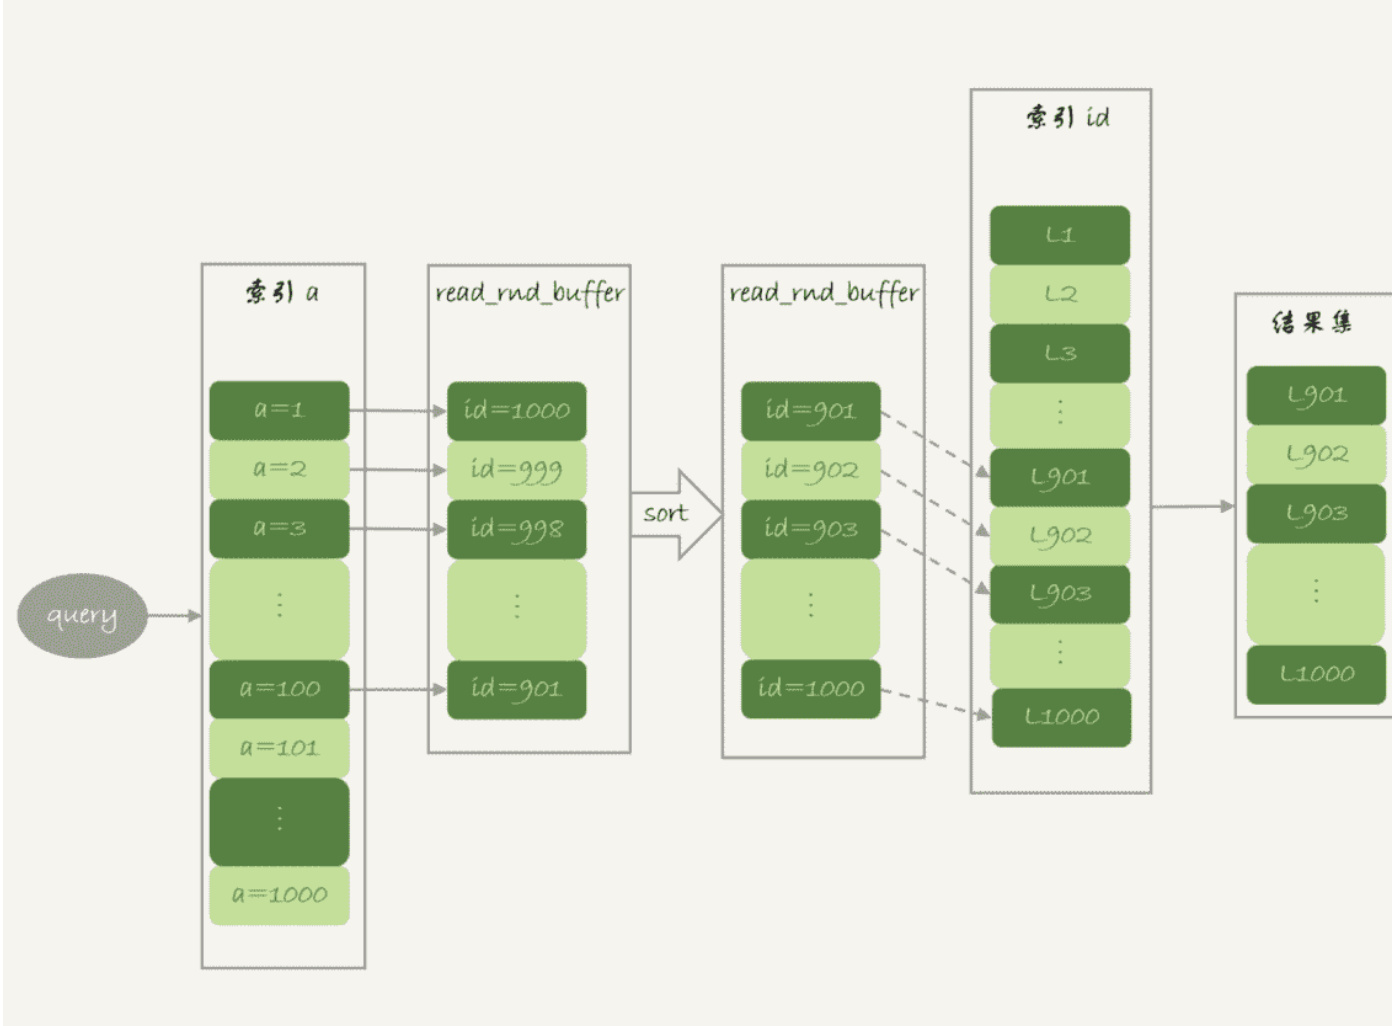 query
索引 a
a=1
a=2
a=3
⋮
a=100
a=101
⋮
a=1000
read_rnd_buffer
id=1000
id=999
id=998
⋮
id=901
sort
read_rnd_buffer
id=901
id=902
id=903
⋮
id=1000
索引 id
L1
L2
L3
⋮
L901
L902
L903
⋮
L1000
结果集
L901
L902
L903
⋮
L1000